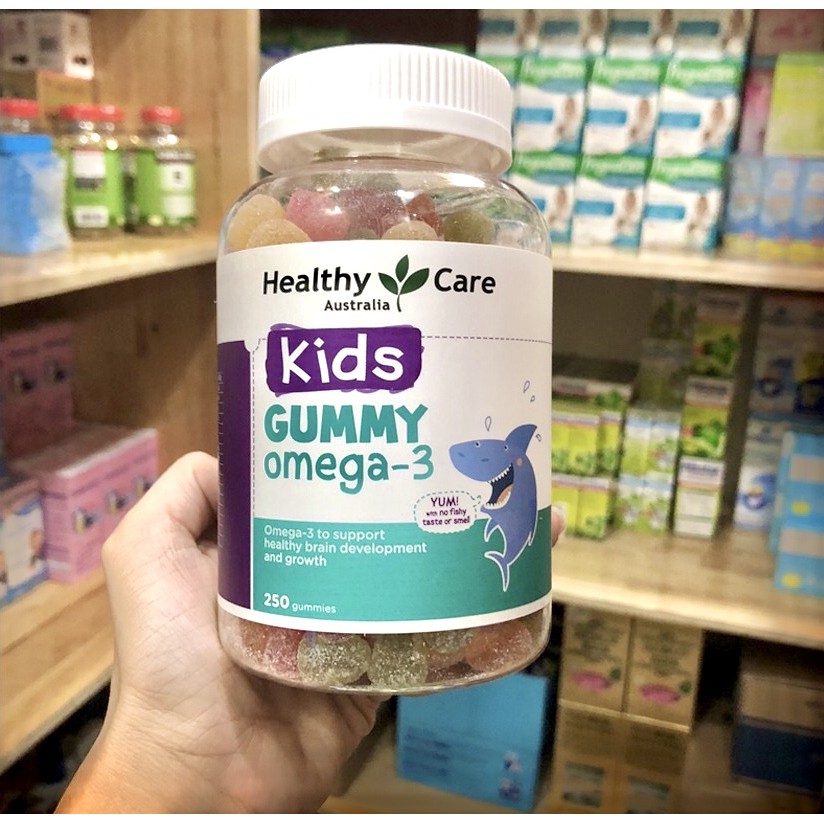 Healthy Care
Australia
Kids
GUMMY
omega-3
YUM!
with no fishy
taste or smell
Omega-3 to support
healthy brain development
and growth
250 gummies